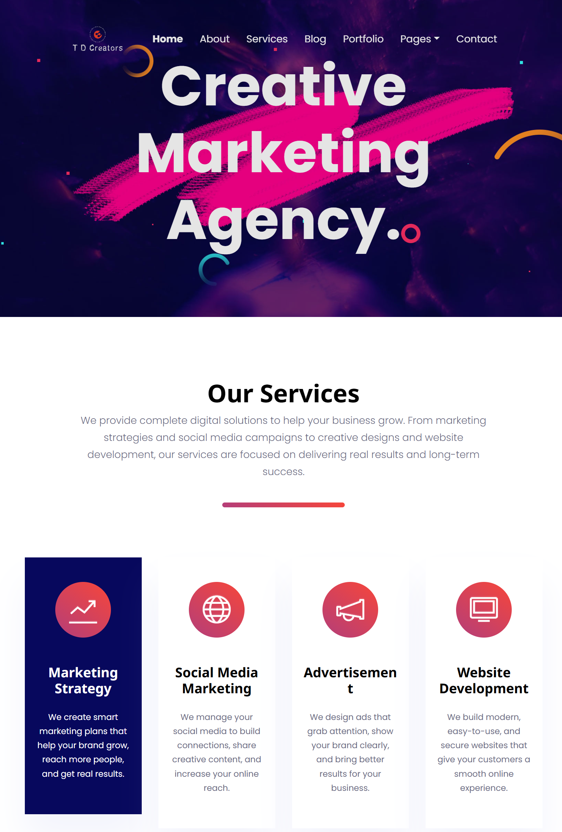 T D Creators
Home About Services Blog Portfolio Pages Contact
Creative
Marketing
Agency.
Our Services
We provide complete digital solutions to help your business grow. From marketing
strategies and social media campaigns to creative designs and website
development, our services are focused on delivering real results and long-term
success.
Marketing
Strategy
We create smart
marketing plans that
help your brand grow,
reach more people,
and get real results.
Social Media
Marketing
We manage your
social media to build
connections, share
creative content, and
increase your online
reach.
Advertisemen
t
We design ads that
grab attention, show
your brand clearly,
and bring better
results for your
business.
Website
Development
We build modern,
easy-to-use, and
secure websites that
give your customers a
smooth online
experience.